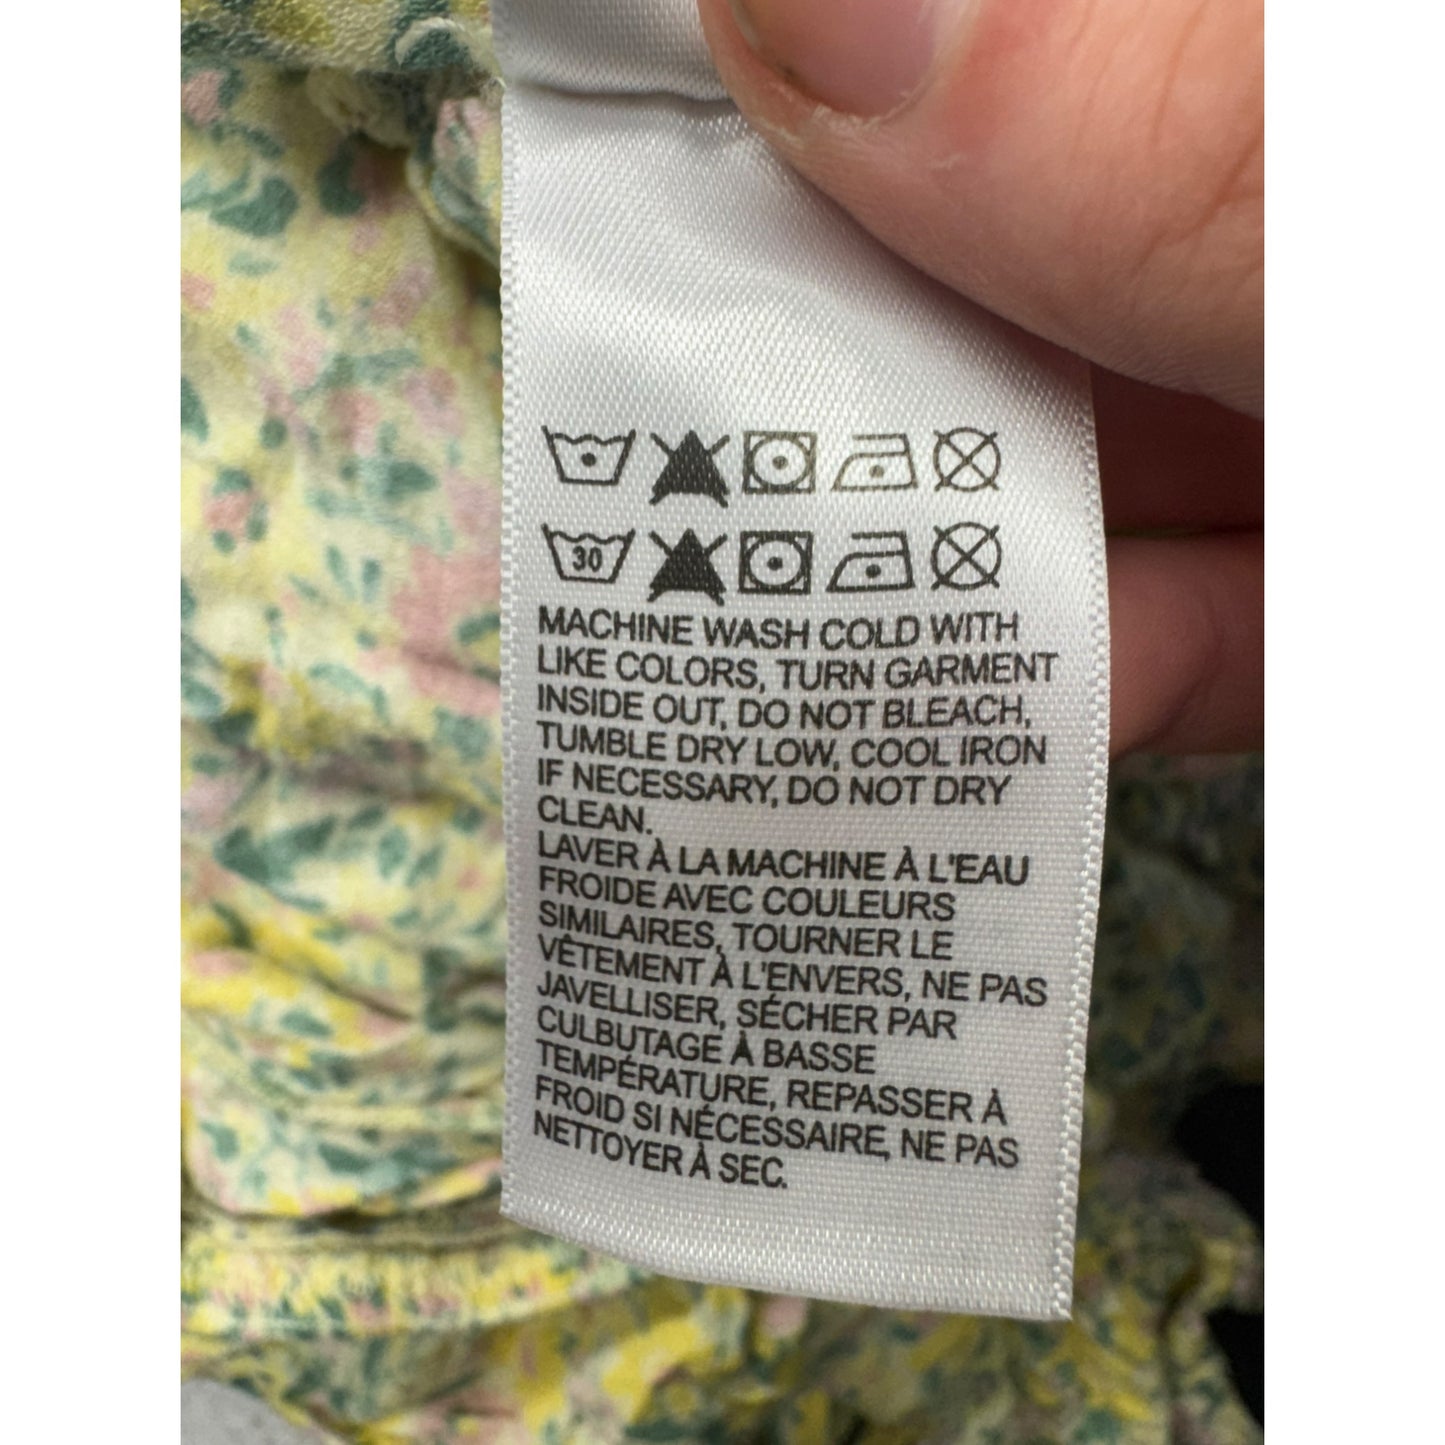 30
MACHINE WASH COLD WITH
LIKE COLORS, TURN GARMENT
INSIDE OUT, DO NOT BLEACH,
TUMBLE DRY LOW, COOL IRON
IF NECESSARY, DO NOT DRY
CLEAN.
LAVER À LA MACHINE À L'EAU
FROIDE AVEC COULEURS
SIMILAIRES, TOURNER LE
VÊTEMENT À L'ENVERS, NE PAS
JAVELLISER, SÉCHER PAR
CULBUTAGE À BASSE
TEMPÉRATURE, REPASSER À
FROID SI NÉCESSAIRE, NE PAS
NETTOYER À SEC.